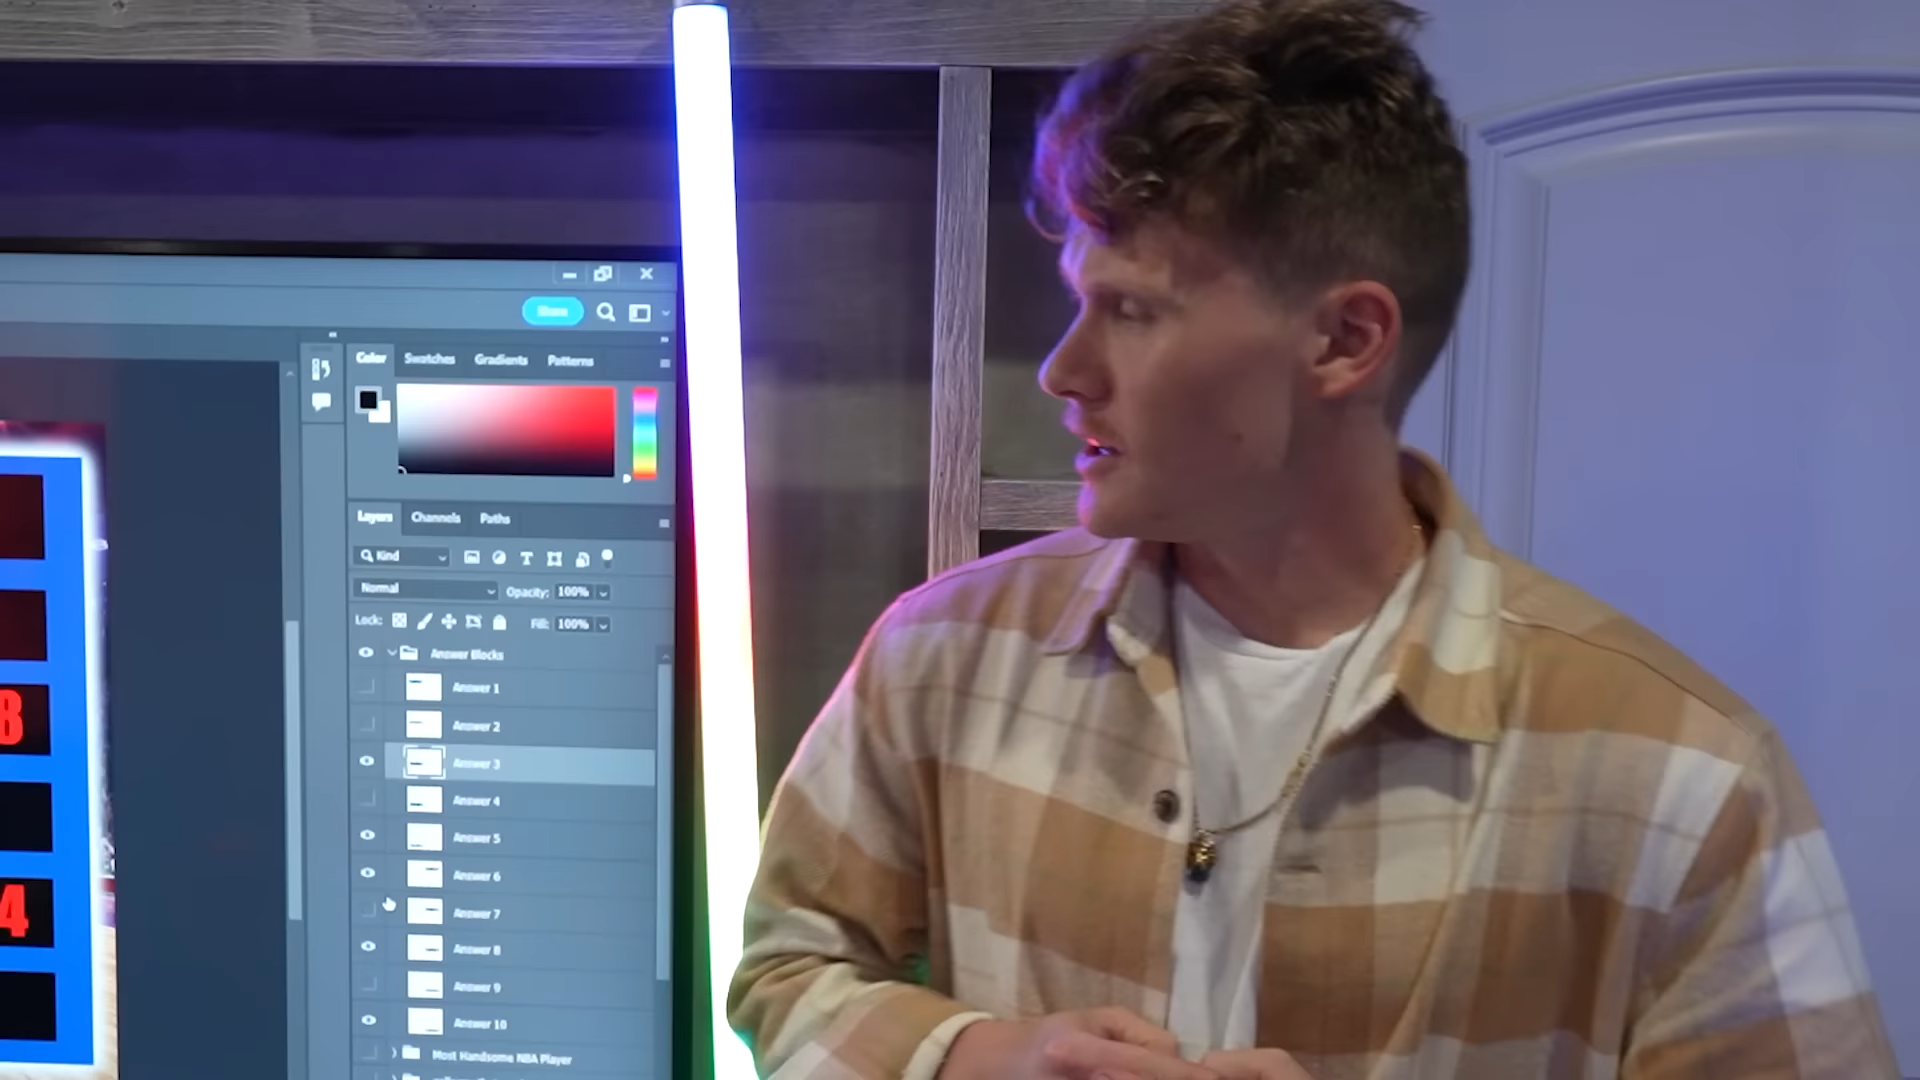 Share
Color Swatches Gradients Patterns
Layers Channels Paths
Kind
Normal Opacity: 100%
Lock: Fill: 100%
Answer Blocks
Answer 1
Answer 2
Answer 3
Answer 4
Answer 5
Answer 6
Answer 7
Answer 8
Answer 9
Answer 10
Most Handsome NBA Player
8
4